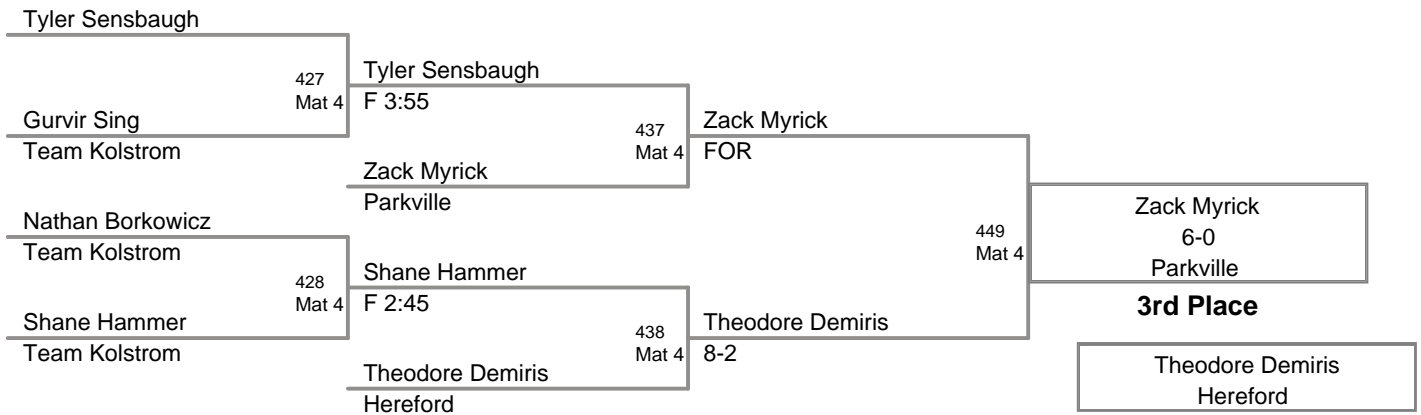 Tyler Sensbaugh
427
Mat 4
Tyler Sensbaugh
F 3:55
Gurvir Sing
Team Kolstrom
437
Mat 4
Zack Myrick
FOR
Zack Myrick
Parkville
Nathan Borkowicz
Team Kolstrom
449
Mat 4
Zack Myrick
6-0
Parkville
3rd Place
428
Mat 4
Shane Hammer
F 2:45
Shane Hammer
Team Kolstrom
438
Mat 4
Theodore Demiris
8-2
Theodore Demiris
Hereford
Theodore Demiris
Hereford